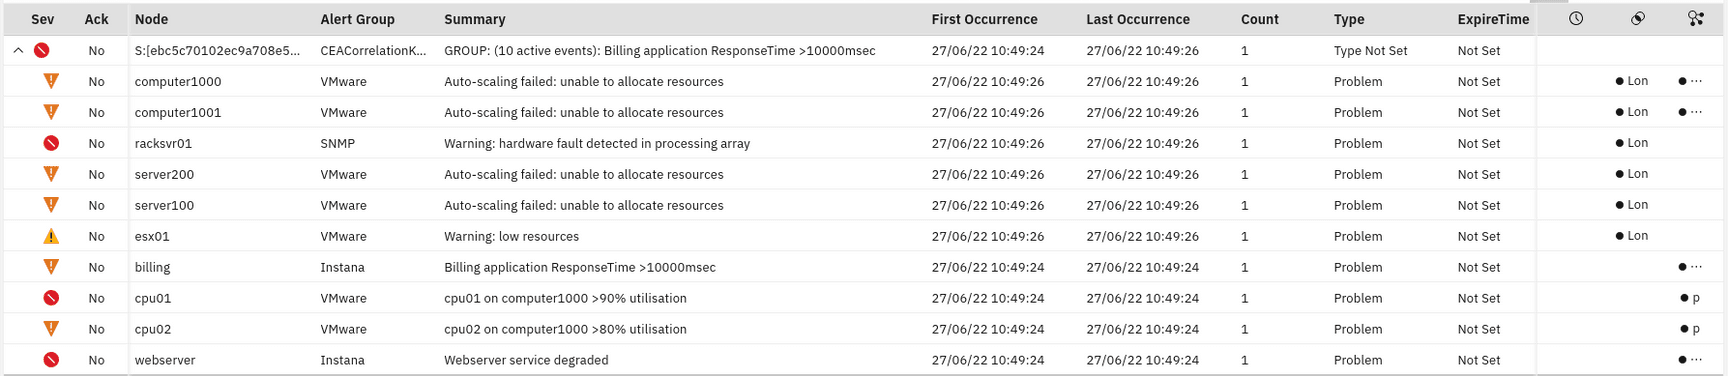 Sev Ack Node Alert Group Summary First Occurrence Last Occurrence Count Type ExpireTime
No S:[ebc5c70102ec9a708e5... CEACorrelationK... GROUP: (10 active events): Billing application ResponseTime >10000msec 27/06/22 10:49:24 27/06/22 10:49:26 1 Type Not Set Not Set
No computer1000 VMware Auto-scaling failed: unable to allocate resources 27/06/22 10:49:26 27/06/22 10:49:26 1 Problem Not Set Lon ...
No computer1001 VMware Auto-scaling failed: unable to allocate resources 27/06/22 10:49:26 27/06/22 10:49:26 1 Problem Not Set Lon ...
No racksvr01 SNMP Warning: hardware fault detected in processing array 27/06/22 10:49:26 27/06/22 10:49:26 1 Problem Not Set Lon
No server200 VMware Auto-scaling failed: unable to allocate resources 27/06/22 10:49:26 27/06/22 10:49:26 1 Problem Not Set Lon
No server100 VMware Auto-scaling failed: unable to allocate resources 27/06/22 10:49:26 27/06/22 10:49:26 1 Problem Not Set Lon
No esx01 VMware Warning: low resources 27/06/22 10:49:26 27/06/22 10:49:26 1 Problem Not Set Lon
No billing Instana Billing application ResponseTime >10000msec 27/06/22 10:49:24 27/06/22 10:49:24 1 Problem Not Set ...
No cpu01 VMware cpu01 on computer1000 >90% utilisation 27/06/22 10:49:24 27/06/22 10:49:24 1 Problem Not Set p
No cpu02 VMware cpu02 on computer1000 >80% utilisation 27/06/22 10:49:24 27/06/22 10:49:24 1 Problem Not Set p
No webserver Instana Webserver service degraded 27/06/22 10:49:24 27/06/22 10:49:24 1 Problem Not Set ...